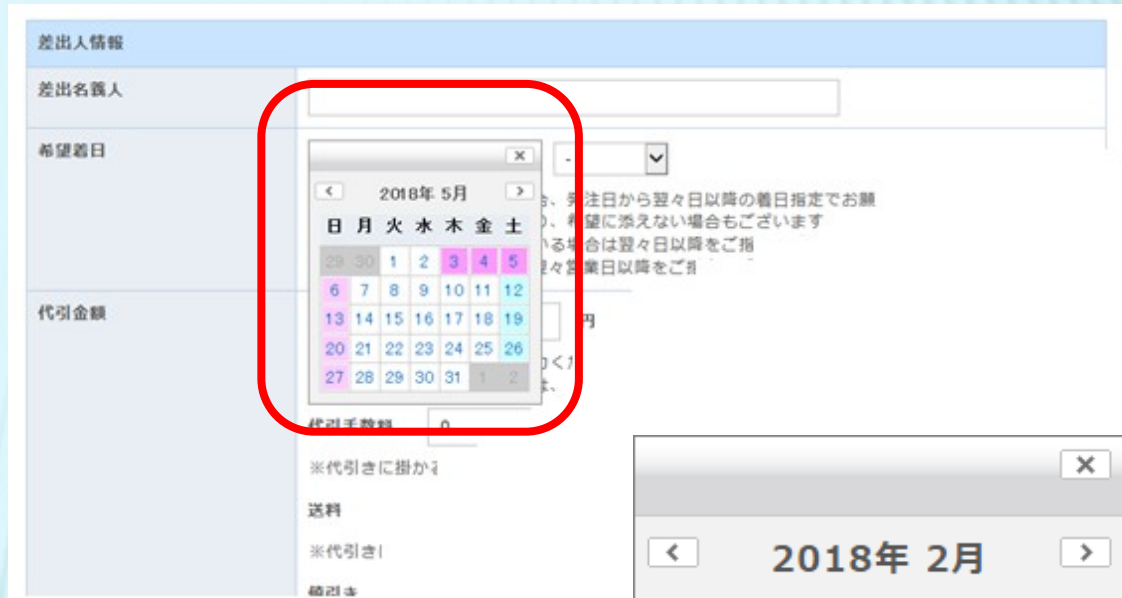 差出人情報
差出名義人
希望着日
×
-
< 2018年 5月 >
日 月 火 水 木 金 土
29 30 1 2 3 4 5
6 7 8 9 10 11 12
13 14 15 16 17 18 19
20 21 22 23 24 25 26
27 28 29 30 31 1 2
発注日から翌々日以降の着日指定でお願
希望に添えない場合もございます
いる場合は翌々日以降をご指
翌々営業日以降をご指
代引金額
円
代引手数料
※代引きに掛かる
送料
※代引き
値引き
×
< 2018年 2月 >